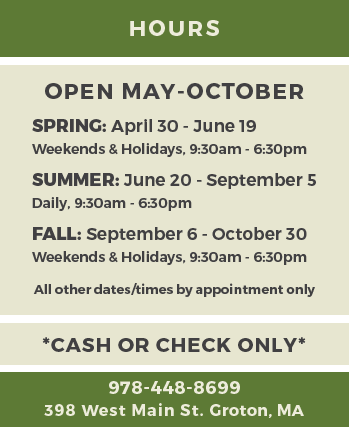 HOURS
OPEN MAY-OCTOBER
SPRING: April 30 - June 19
Weekends & Holidays, 9:30am - 6:30pm
SUMMER: June 20 - September 5
Daily, 9:30am - 6:30pm
FALL: September 6 - October 30
Weekends & Holidays, 9:30am - 6:30pm
All other dates/times by appointment only
*CASH OR CHECK ONLY*
978-448-8699
398 West Main St. Groton, MA